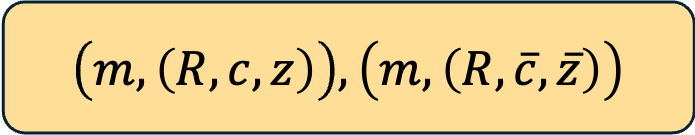 (m, (R, c, z)), (m, (R, c̄, z̄))